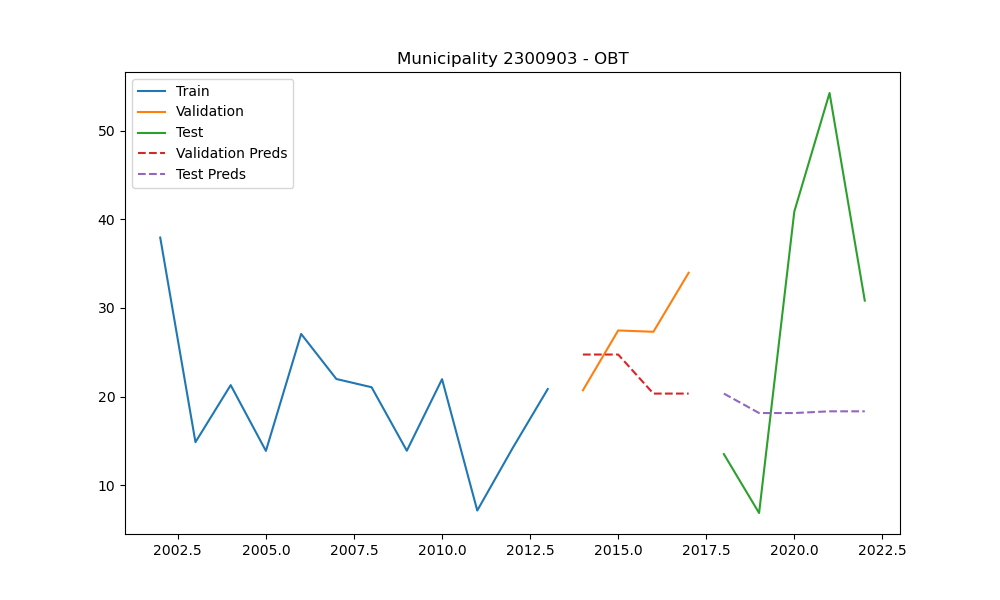 Municipality 2300903 - OBT
Train
Validation
Test
Validation Preds
Test Preds
50
40
30
20
10
2002.5 2005.0 2007.5 2010.0 2012.5 2015.0 2017.5 2020.0 2022.5